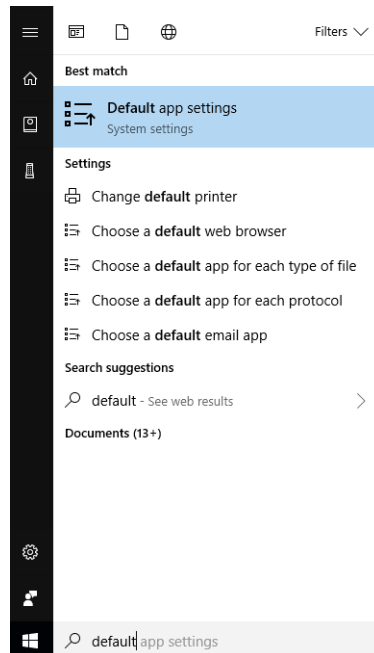 Filters
Best match
Default app settings
System settings
Settings
Change default printer
Choose a default web browser
Choose a default app for each type of file
Choose a default app for each protocol
Choose a default email app
Search suggestions
default - See web results
Documents (13+)
default app settings